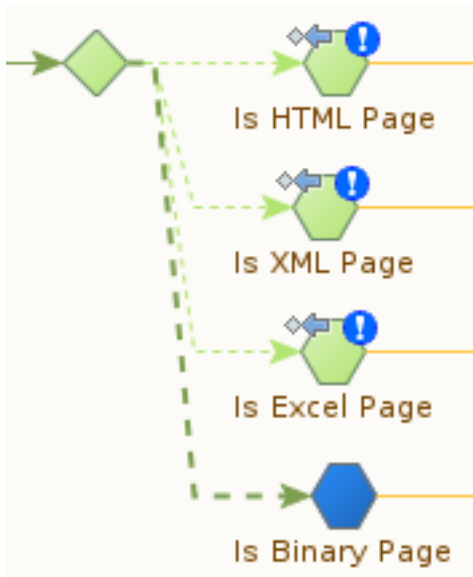 Is HTML Page
Is XML Page
Is Excel Page
Is Binary Page